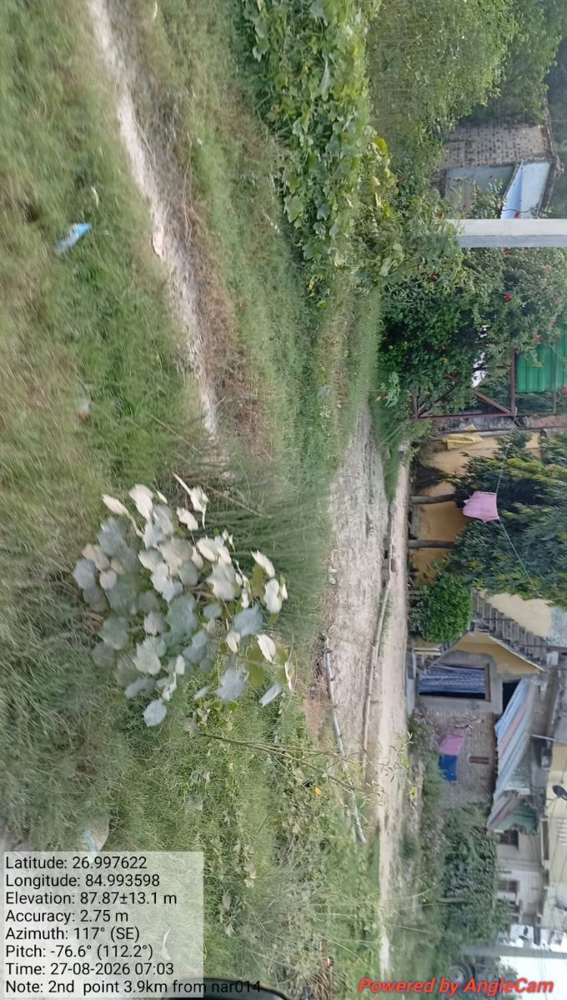 Latitude: 26.997622
Longitude: 84.993598
Elevation: 87.87±13.1 m
Accuracy: 2.75 m
Azimuth: 117° (SE)
Pitch: -76.6° (112.2°)
Time: 27-08-2026 07:03
Note: 2nd point 3.9km from nar014
Powered by AngleCam